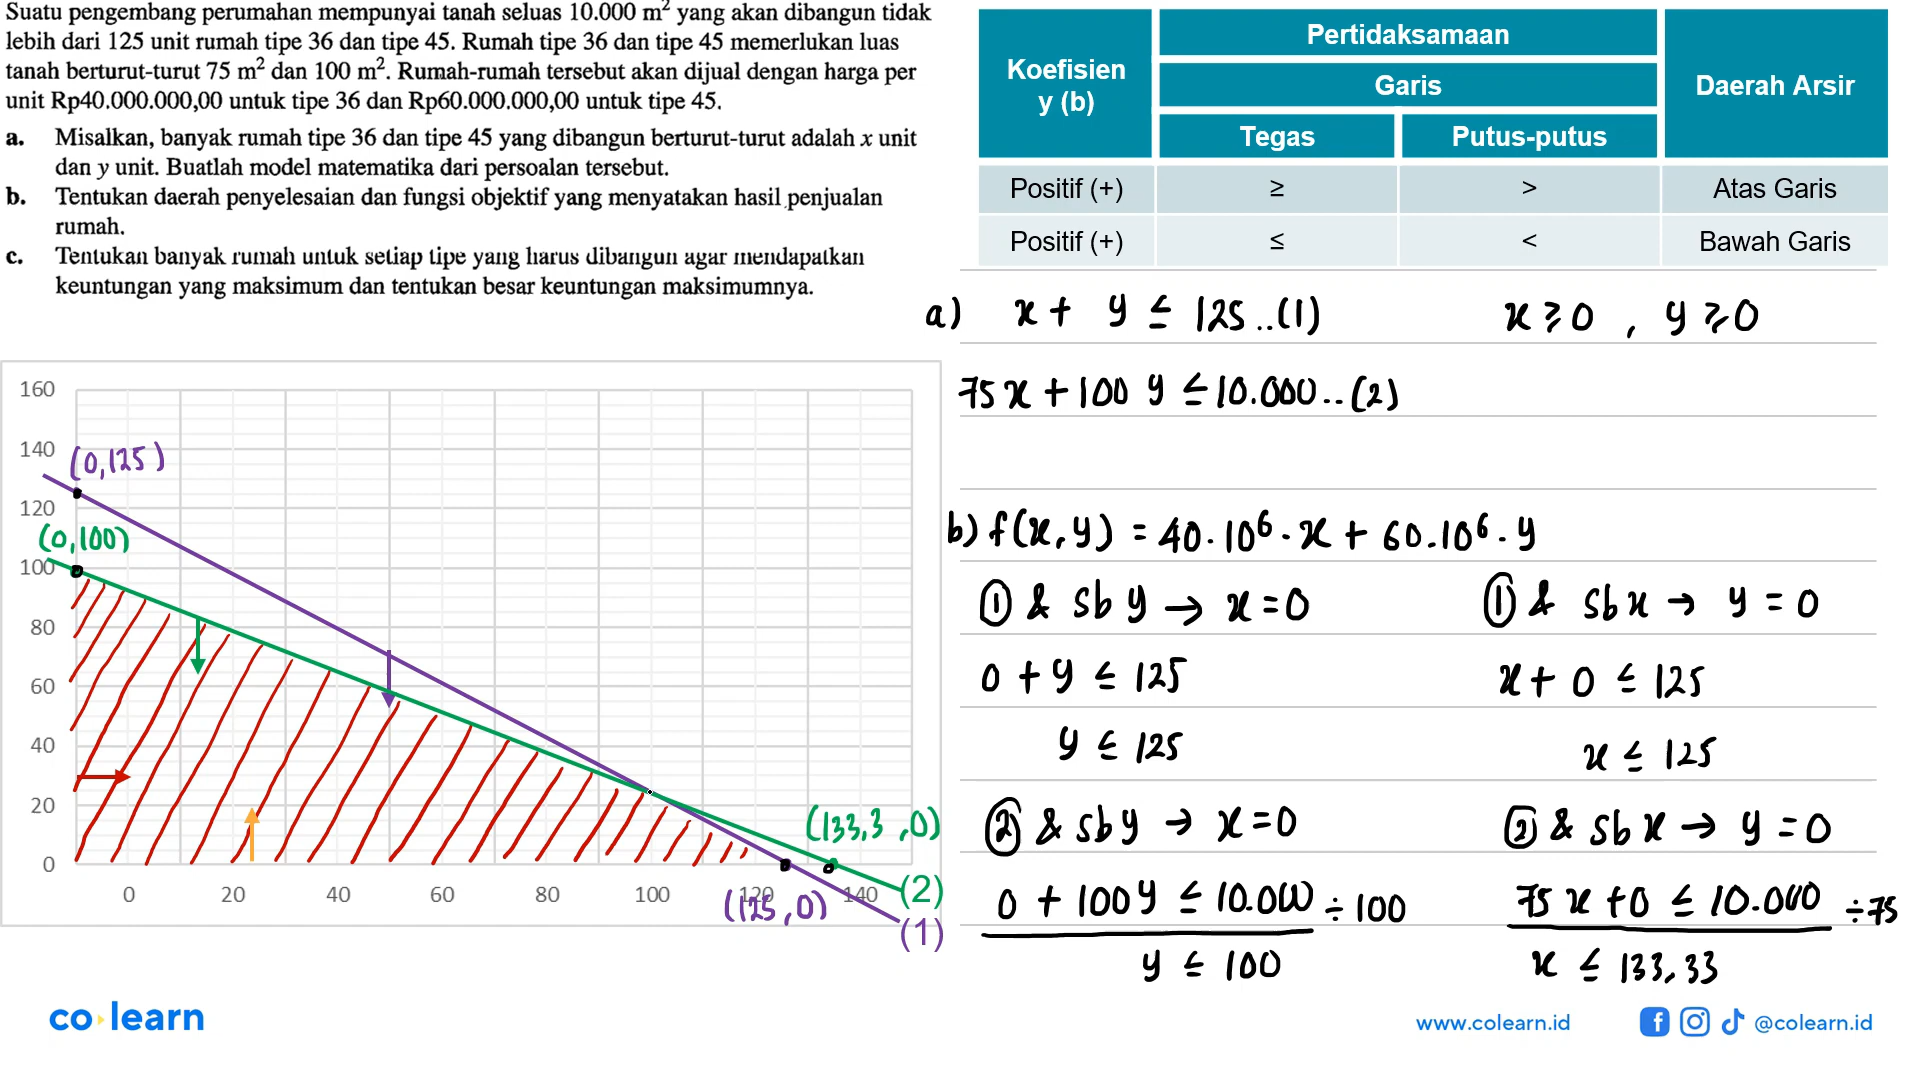 Suatu pengembang perumahan mempunyai tanah seluas 10.000 m² yang akan dibangun tidak
lebih dari 125 unit rumah tipe 36 dan tipe 45. Rumah tipe 36 dan tipe 45 memerlukan luas
tanah berturut-turut 75 m² dan 100 m². Rumah-rumah tersebut akan dijual dengan harga per
unit Rp40.000.000,00 untuk tipe 36 dan Rp60.000.000,00 untuk tipe 45.
a. Misalkan, banyak rumah tipe 36 dan tipe 45 yang dibangun berturut-turut adalah x unit
dan y unit. Buatlah model matematika dari persoalan tersebut.
b. Tentukan daerah penyelesaian dan fungsi objektif yang menyatakan hasil penjualan
rumah.
c. Tentukan banyak rumah untuk setiap tipe yang harus dibangun agar mendapatkan
keuntungan yang maksimum dan tentukan besar keuntungan maksimumnya.
Koefisien
y (b)
Pertidaksamaan
Garis
Tegas
Putus-putus
Daerah Arsir
Positif (+) ≥ > Atas Garis
Positif (+) ≤ < Bawah Garis
a) x + y ≤ 125 ..(1) x ≥ 0 , y ≥ 0
75x + 100 y ≤ 10.000..(2)
b) f(x,y) = 40.10⁶.x + 60.10⁶.y
① & sb y → x = 0
0 + y ≤ 125
y ≤ 125
① & sb x → y = 0
x + 0 ≤ 125
x ≤ 125
② & sb y → x = 0
0 + 100y ≤ 10.000 ÷ 100
y ≤ 100
② & sb x → y = 0
75 x + 0 ≤ 10.000 ÷ 75
x ≤ 133,33
160
140
120
100
80
60
40
20
0
(0,125)
(0,100)
(133,3 ,0)
(125,0)
0 20 40 60 80 100 120 140
(2)
(1)
co learn
www.colearn.id
@colearn.id